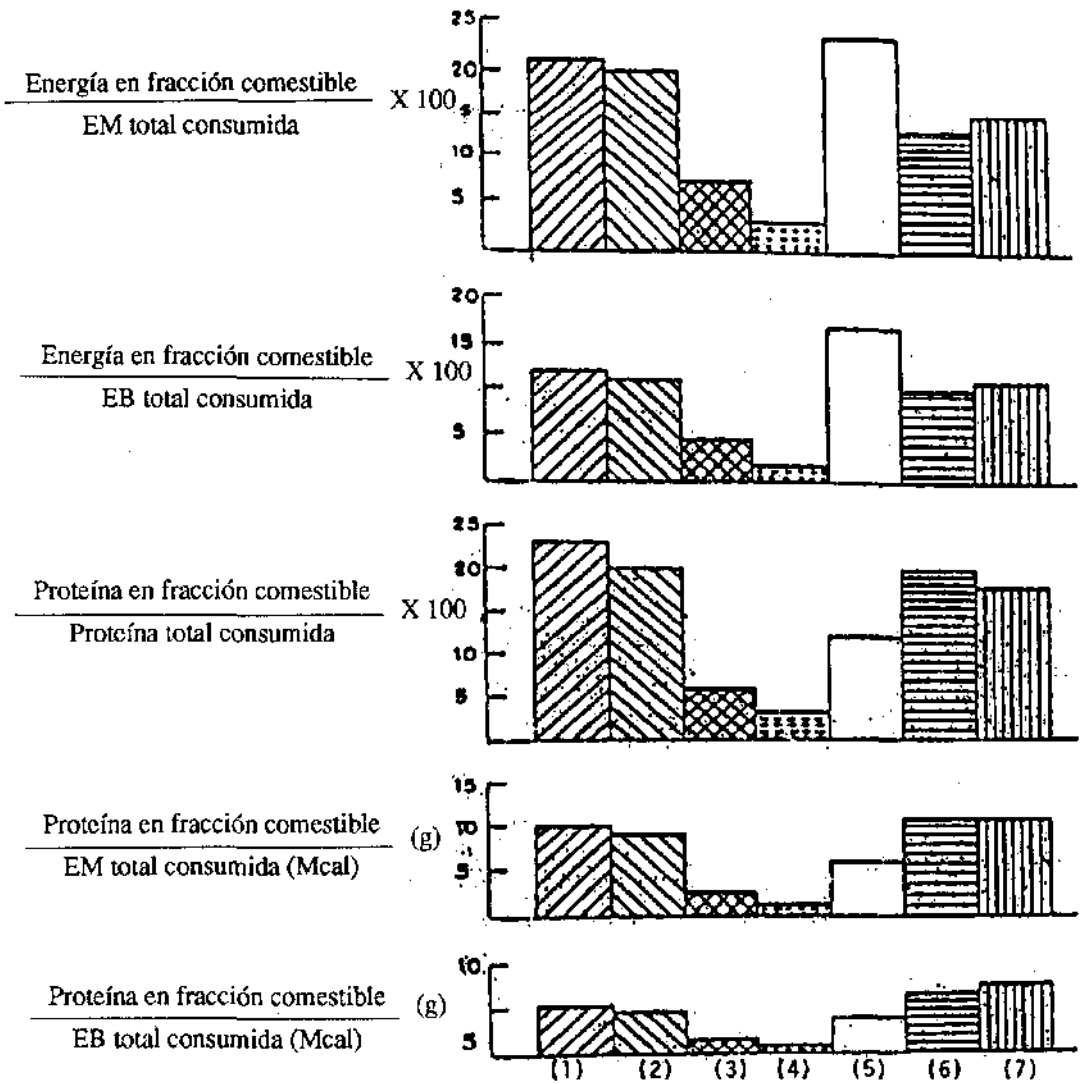 25
Energía en fracción comestible
EM total consumida
X 100
20
5
10
5
20
Energía en fracción comestible
EB total consumida
X 100
15
5
25
Proteína en fracción comestible
Proteína total consumida
X 100
20
10
5
15
Proteína en fracción comestible
EM total consumida (Mcal)
(g)
10
5
10
Proteína en fracción comestible
EB total consumida (Mcal)
(g)
5
(1) (2) (3) (4) (5) (6) (7)